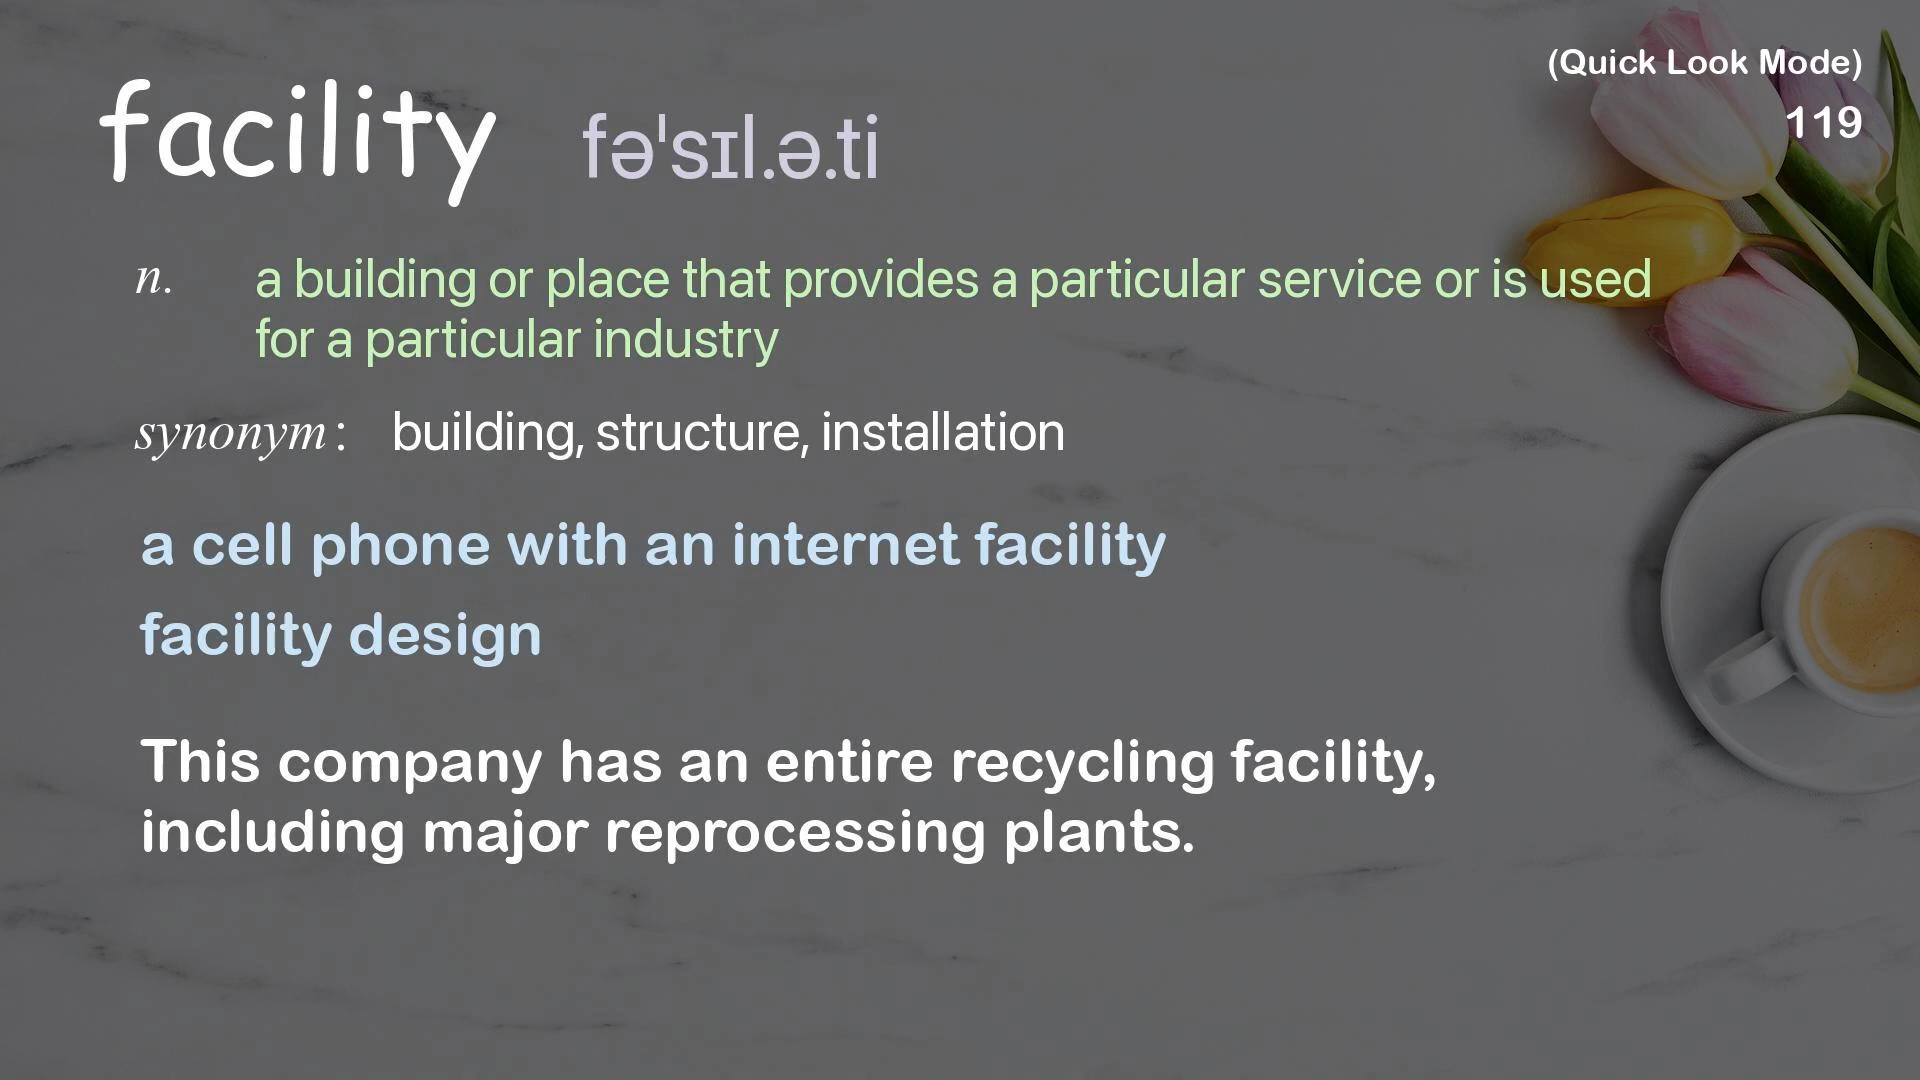 (Quick Look Mode)
119
facility fə'sɪl.ə.ti
n. a building or place that provides a particular service or is used
for a particular industry
synonym : building, structure, installation
a cell phone with an internet facility
facility design
This company has an entire recycling facility,
including major reprocessing plants.